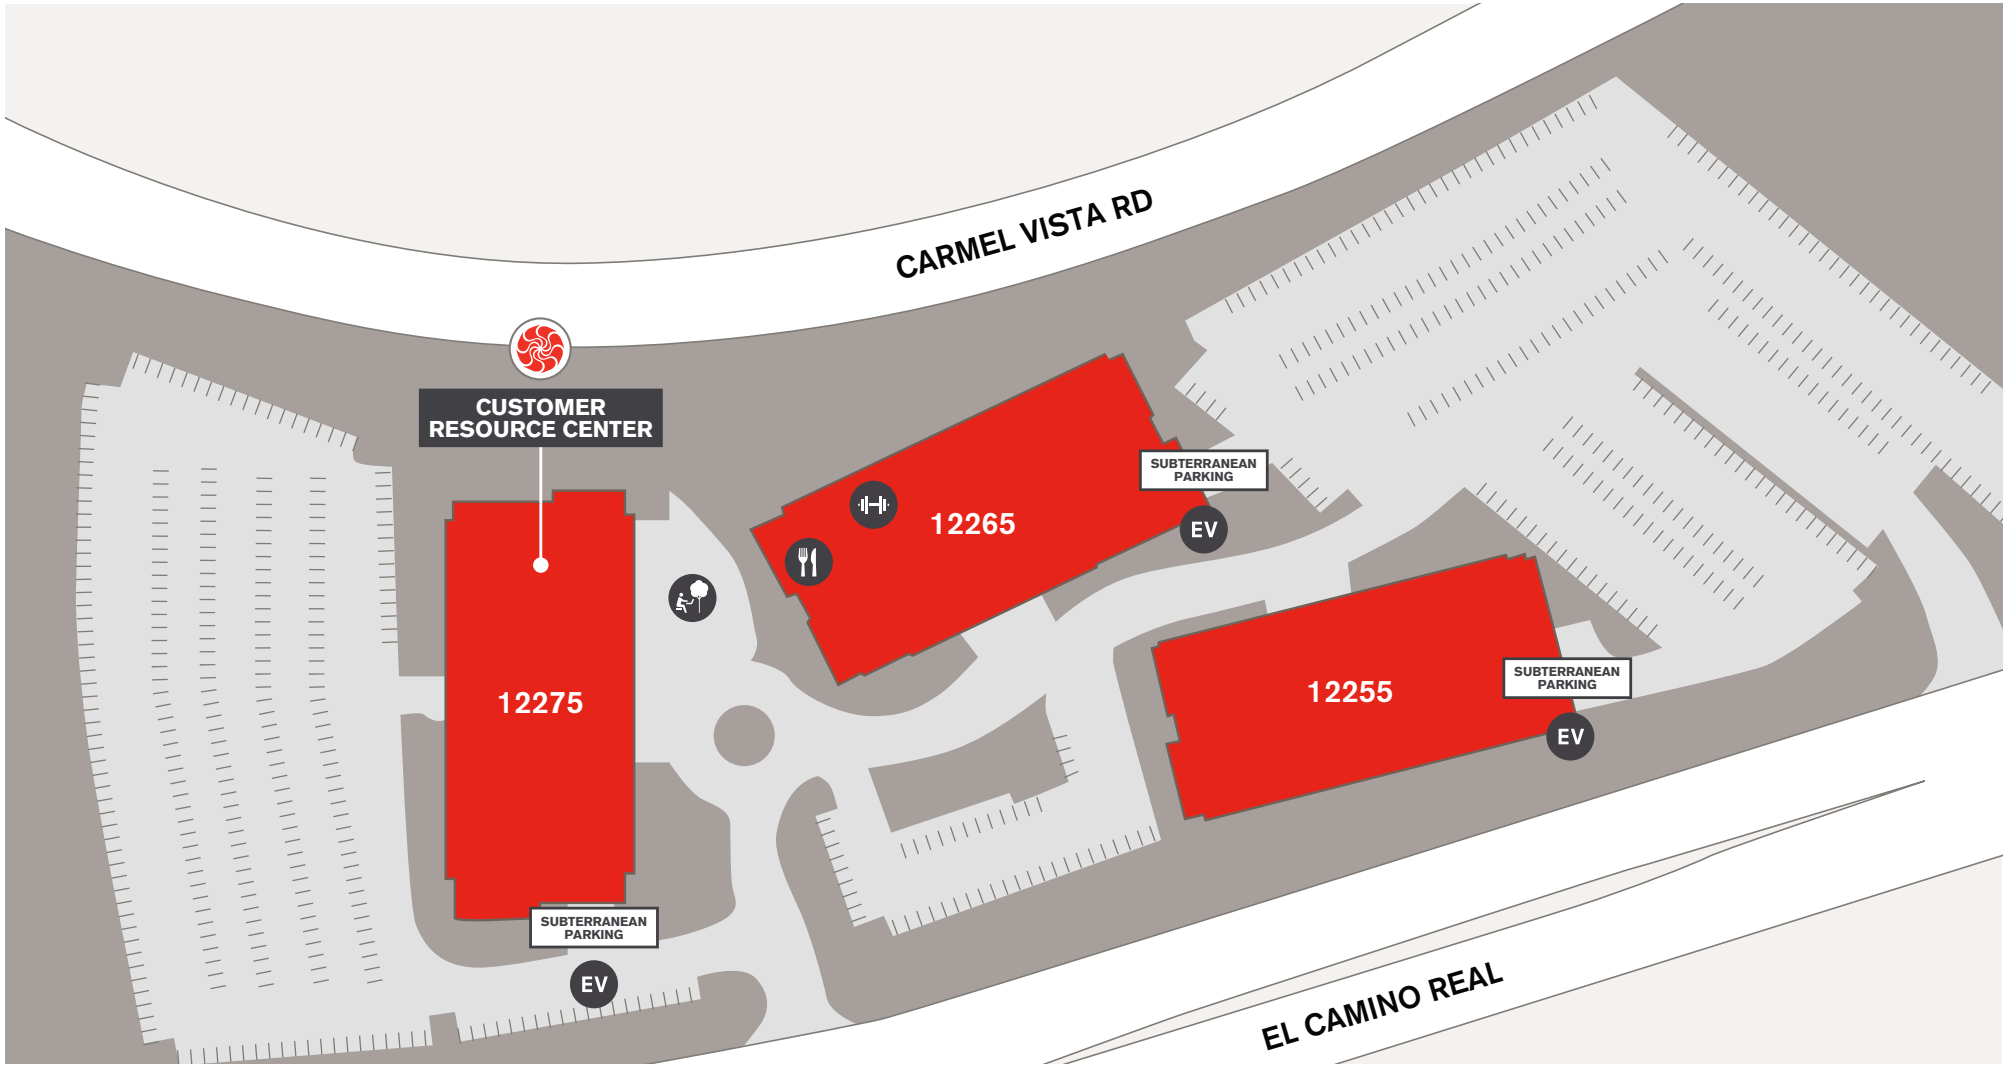 CARMEL VISTA RD
CUSTOMER
RESOURCE CENTER
SUBTERRANEAN
PARKING
12265
EV
12275
12255
SUBTERRANEAN
PARKING
EV
SUBTERRANEAN
PARKING
EV
EL CAMINO REAL